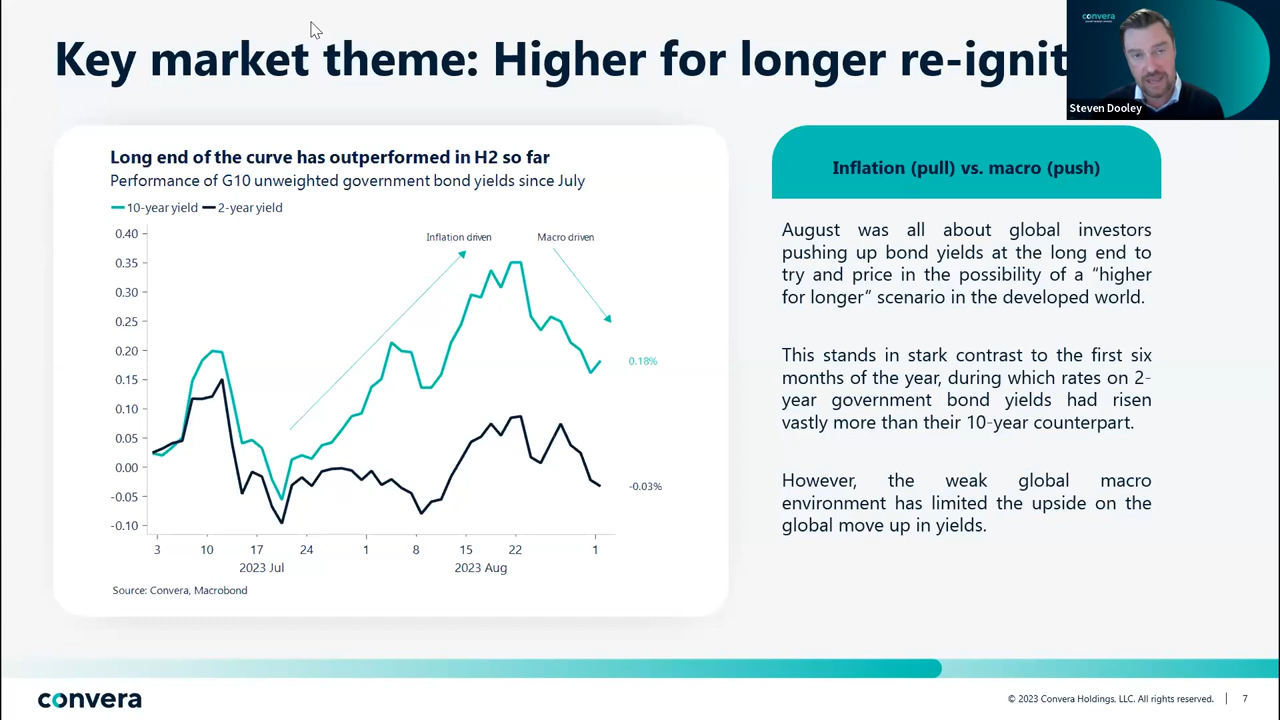 Key market theme: Higher for longer re-ignit
convera
Steven Dooley
Long end of the curve has outperformed in H2 so far
Performance of G10 unweighted government bond yields since July
10-year yield 2-year yield
Inflation driven Macro driven
0.40
0.35
0.30
0.25
0.20
0.15
0.10
0.05
0.00
-0.05
-0.10
0.18%
-0.03%
3 10 17 24 1 8 15 22 1
2023 Jul 2023 Aug
Source: Convera, Macrobond
Inflation (pull) vs. macro (push)
August was all about global investors
pushing up bond yields at the long end to
try and price in the possibility of a “higher
for longer” scenario in the developed world.
This stands in stark contrast to the first six
months of the year, during which rates on 2-
year government bond yields had risen
vastly more than their 10-year counterpart.
However, the weak global macro
environment has limited the upside on the
global move up in yields.
convera
© 2023 Convera Holdings, LLC. All rights reserved. | 7